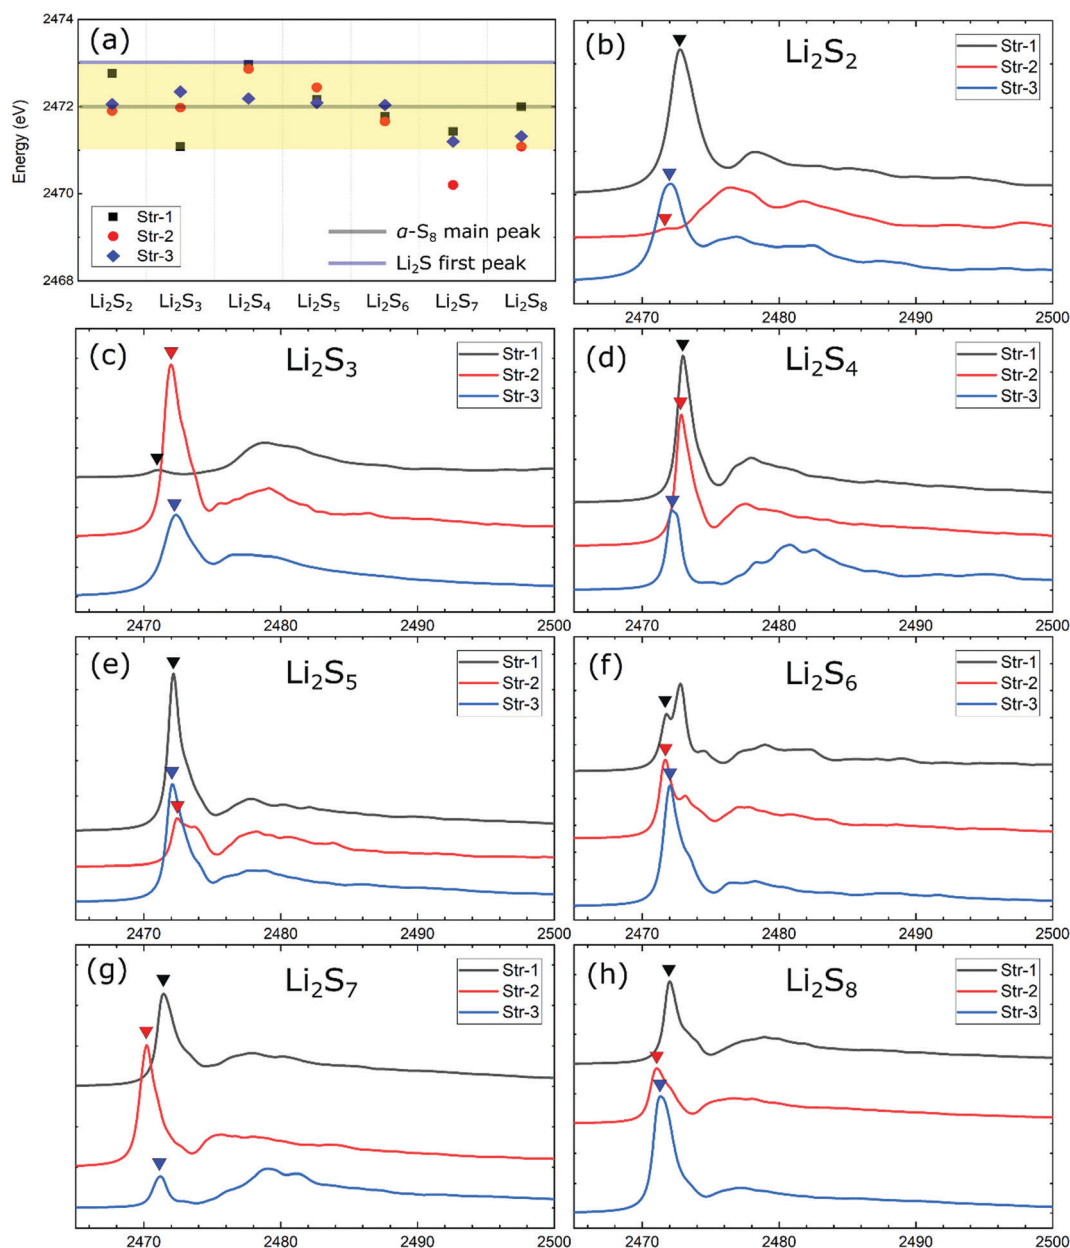 (a)
2474
2472
2470
2468
Energy (eV)
Str-1
Str-2
Str-3
α-S₈ main peak
Li₂S first peak
Li₂S₂ Li₂S₃ Li₂S₄ Li₂S₅ Li₂S₆ Li₂S₇ Li₂S₈
(b)
Li₂S₂
Str-1
Str-2
Str-3
2470 2480 2490 2500
(c)
Li₂S₃
Str-1
Str-2
Str-3
2470 2480 2490 2500
(d)
Li₂S₄
Str-1
Str-2
Str-3
2470 2480 2490 2500
(e)
Li₂S₅
Str-1
Str-2
Str-3
2470 2480 2490 2500
(f)
Li₂S₆
Str-1
Str-2
Str-3
2470 2480 2490 2500
(g)
Li₂S₇
Str-1
Str-2
Str-3
2470 2480 2490 2500
(h)
Li₂S₈
Str-1
Str-2
Str-3
2470 2480 2490 2500